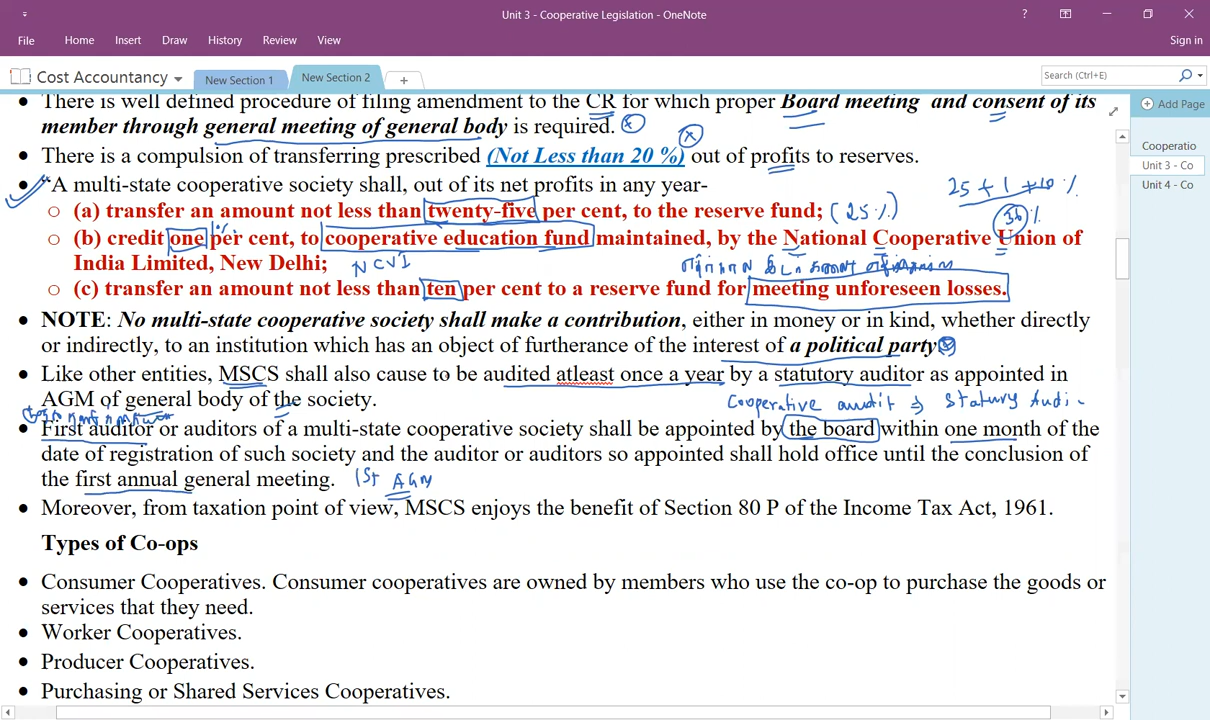 Unit 3 - Cooperative Legislation - OneNote
File Home Insert Draw History Review View Sign in
Cost Accountancy New Section 1 New Section 2 + Search (Ctrl+E)
Add Page
Cooperatio
Unit 3 - Co
Unit 4 - Co
• There is well defined procedure of filing amendment to the CR for which proper Board meeting and consent of its
member through general meeting of general body is required.
• There is a compulsion of transferring prescribed (Not Less than 20 %) out of profits to reserves.
• "A multi-state cooperative society shall, out of its net profits in any year- 25 + 1 + 10 %
o (a) transfer an amount not less than twenty-five per cent, to the reserve fund; (25%) 36%
1%
o (b) credit one per cent, to cooperative education fund maintained, by the National Cooperative Union of
India Limited, New Delhi; NCUI
o (c) transfer an amount not less than ten per cent to a reserve fund for meeting unforeseen losses.
• NOTE: No multi-state cooperative society shall make a contribution, either in money or in kind, whether directly
or indirectly, to an institution which has an object of furtherance of the interest of a political party
• Like other entities, MSCS shall also cause to be audited atleast once a year by a statutory auditor as appointed in
AGM of general body of the society. Cooperative audit ⇒ Statury Audi
• First auditor or auditors of a multi-state cooperative society shall be appointed by the board within one month of the
date of registration of such society and the auditor or auditors so appointed shall hold office until the conclusion of
the first annual general meeting. 1st AGM
• Moreover, from taxation point of view, MSCS enjoys the benefit of Section 80 P of the Income Tax Act, 1961.
Types of Co-ops
• Consumer Cooperatives. Consumer cooperatives are owned by members who use the co-op to purchase the goods or
services that they need.
• Worker Cooperatives.
• Producer Cooperatives.
• Purchasing or Shared Services Cooperatives.